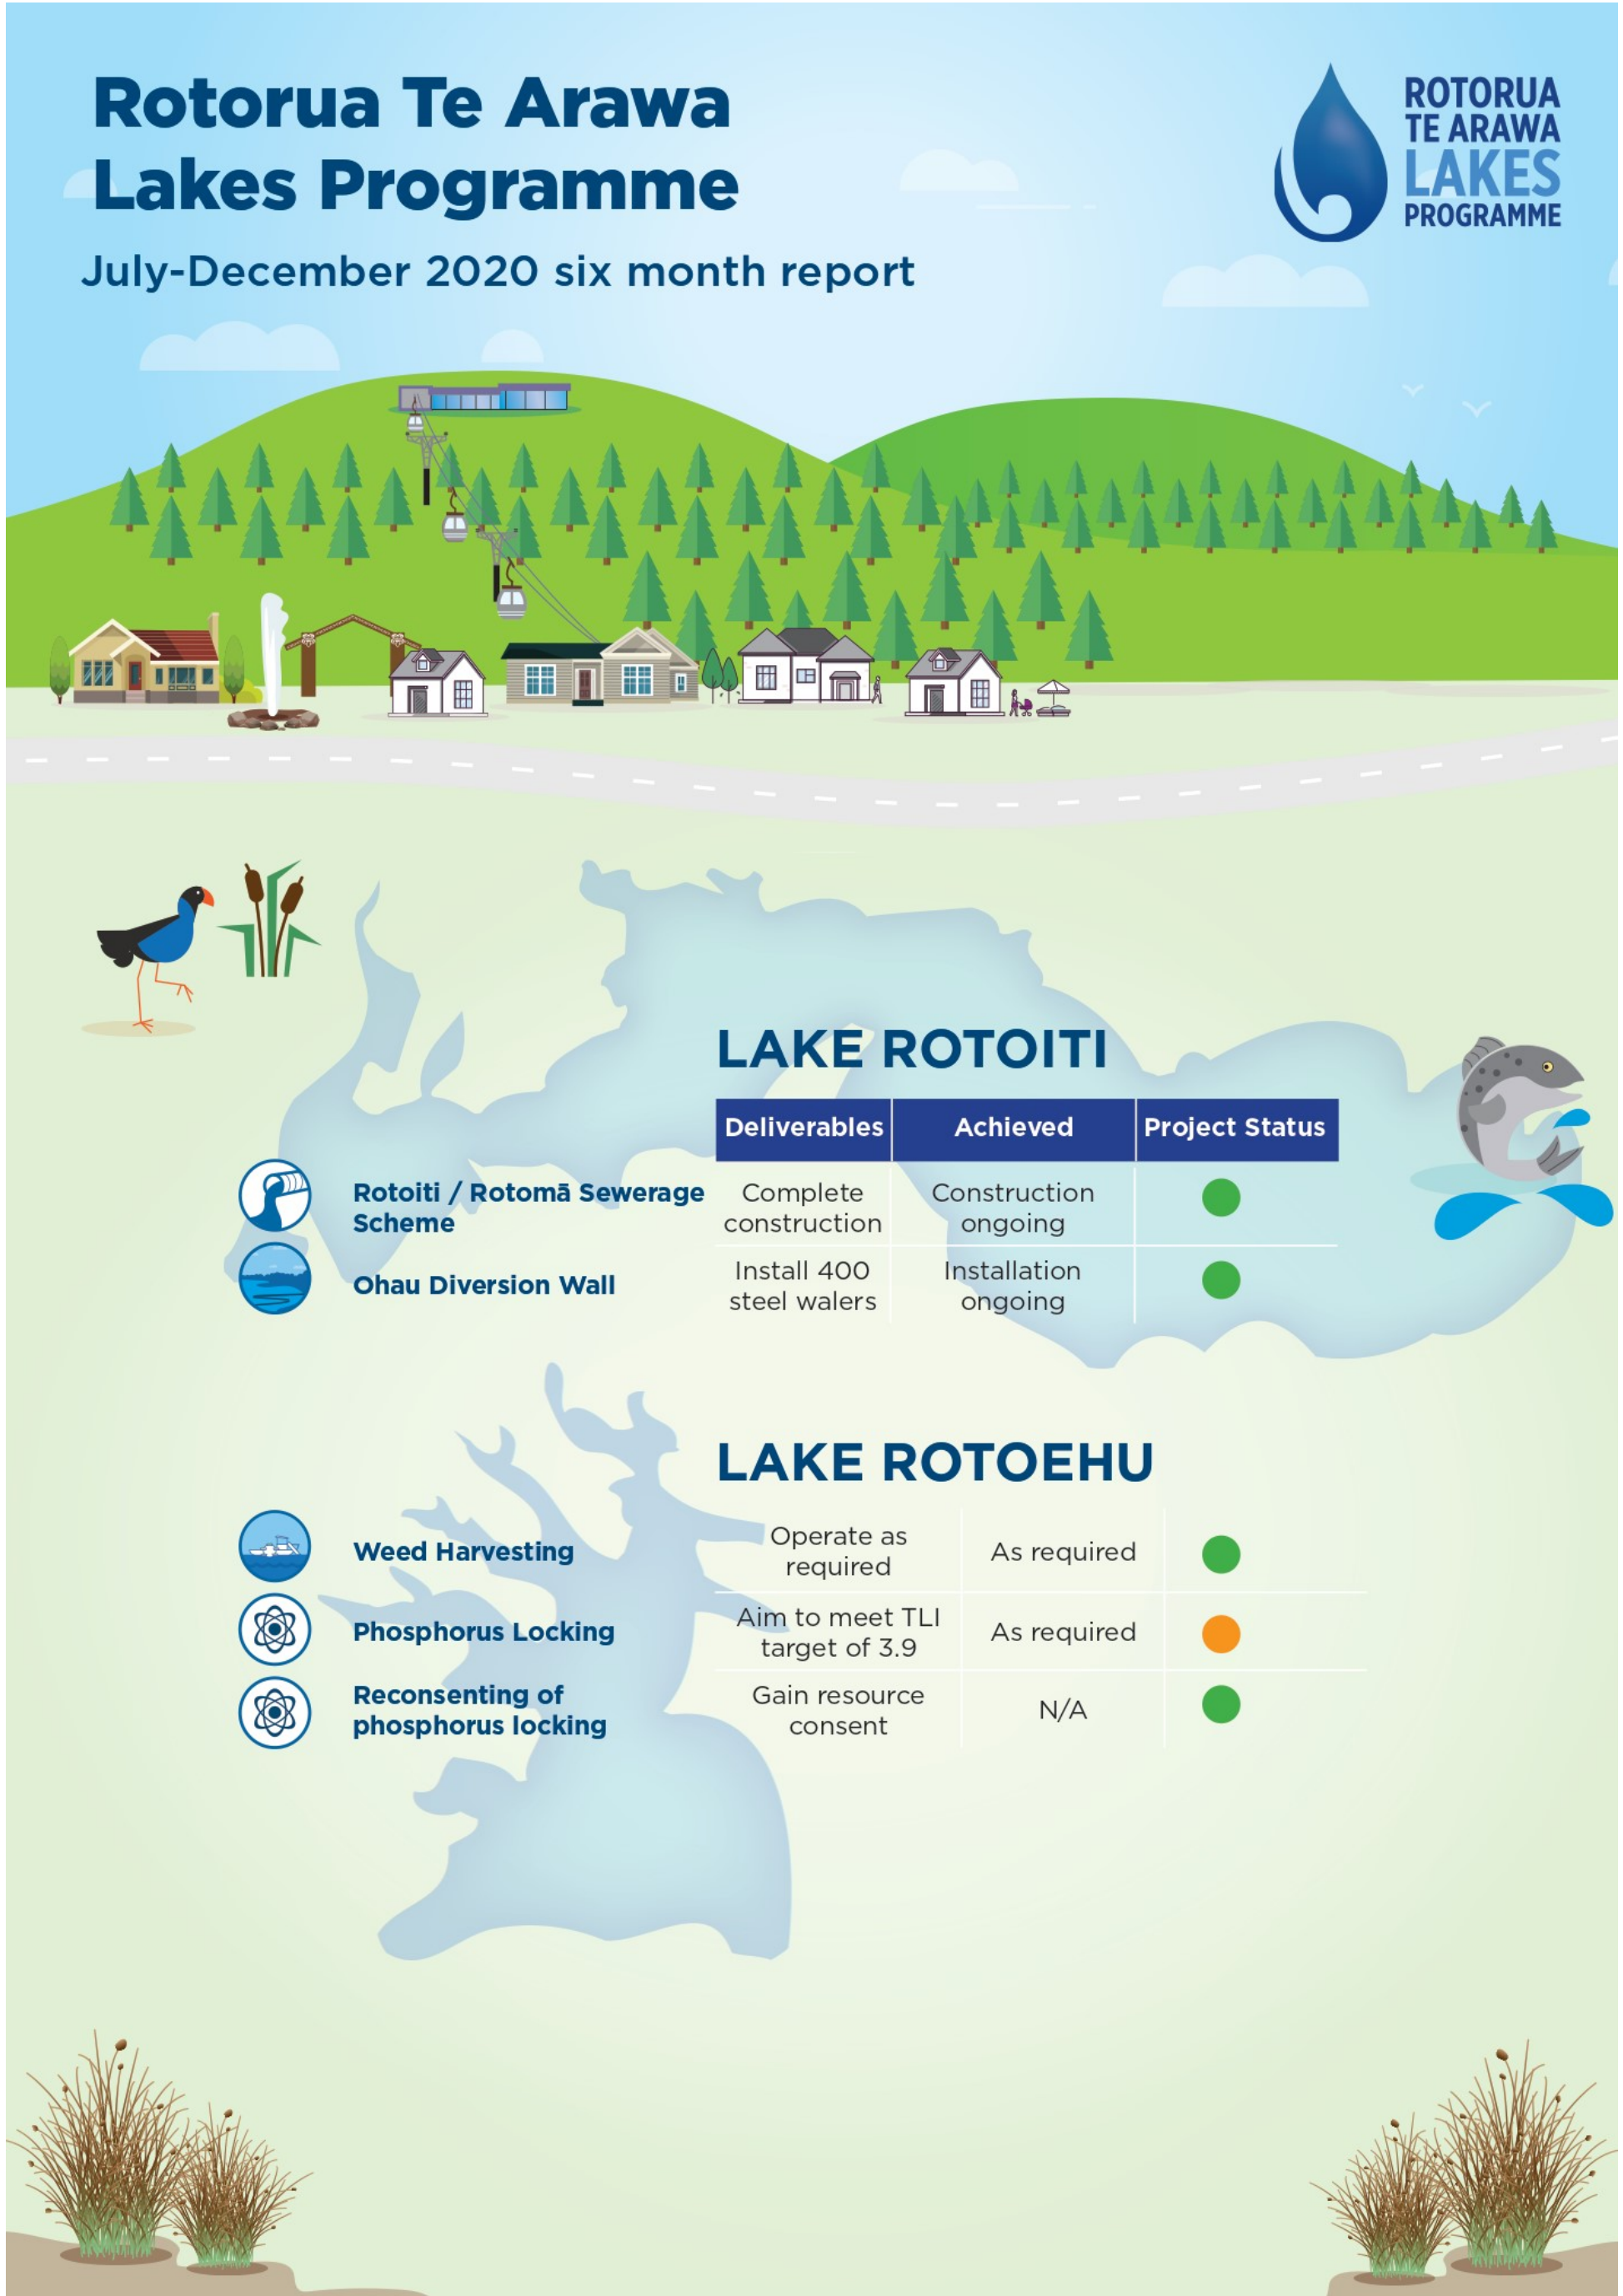 Rotorua Te Arawa
Lakes Programme
July-December 2020 six month report
ROTORUA
TE ARAWA
LAKES
PROGRAMME
LAKE ROTOITI
Deliverables Achieved Project Status
Rotoiti / Rotomā Sewerage
Scheme
Complete
construction
Construction
ongoing
Ohau Diversion Wall
Install 400
steel walers
Installation
ongoing
LAKE ROTOEHU
Weed Harvesting
Operate as
required
As required
Phosphorus Locking
Aim to meet TLI
target of 3.9
As required
Reconsenting of
phosphorus locking
Gain resource
consent
N/A